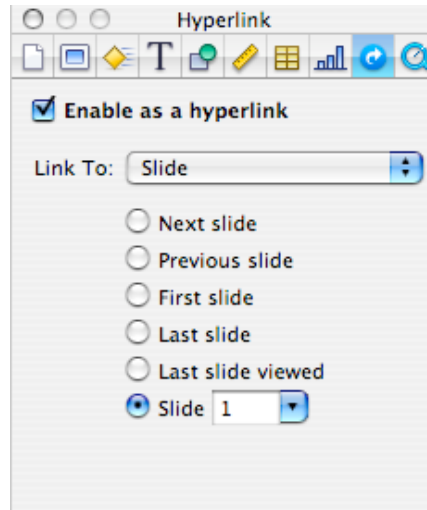 Hyperlink
T
Enable as a hyperlink
Link To: Slide
Next slide
Previous slide
First slide
Last slide
Last slide viewed
Slide 1